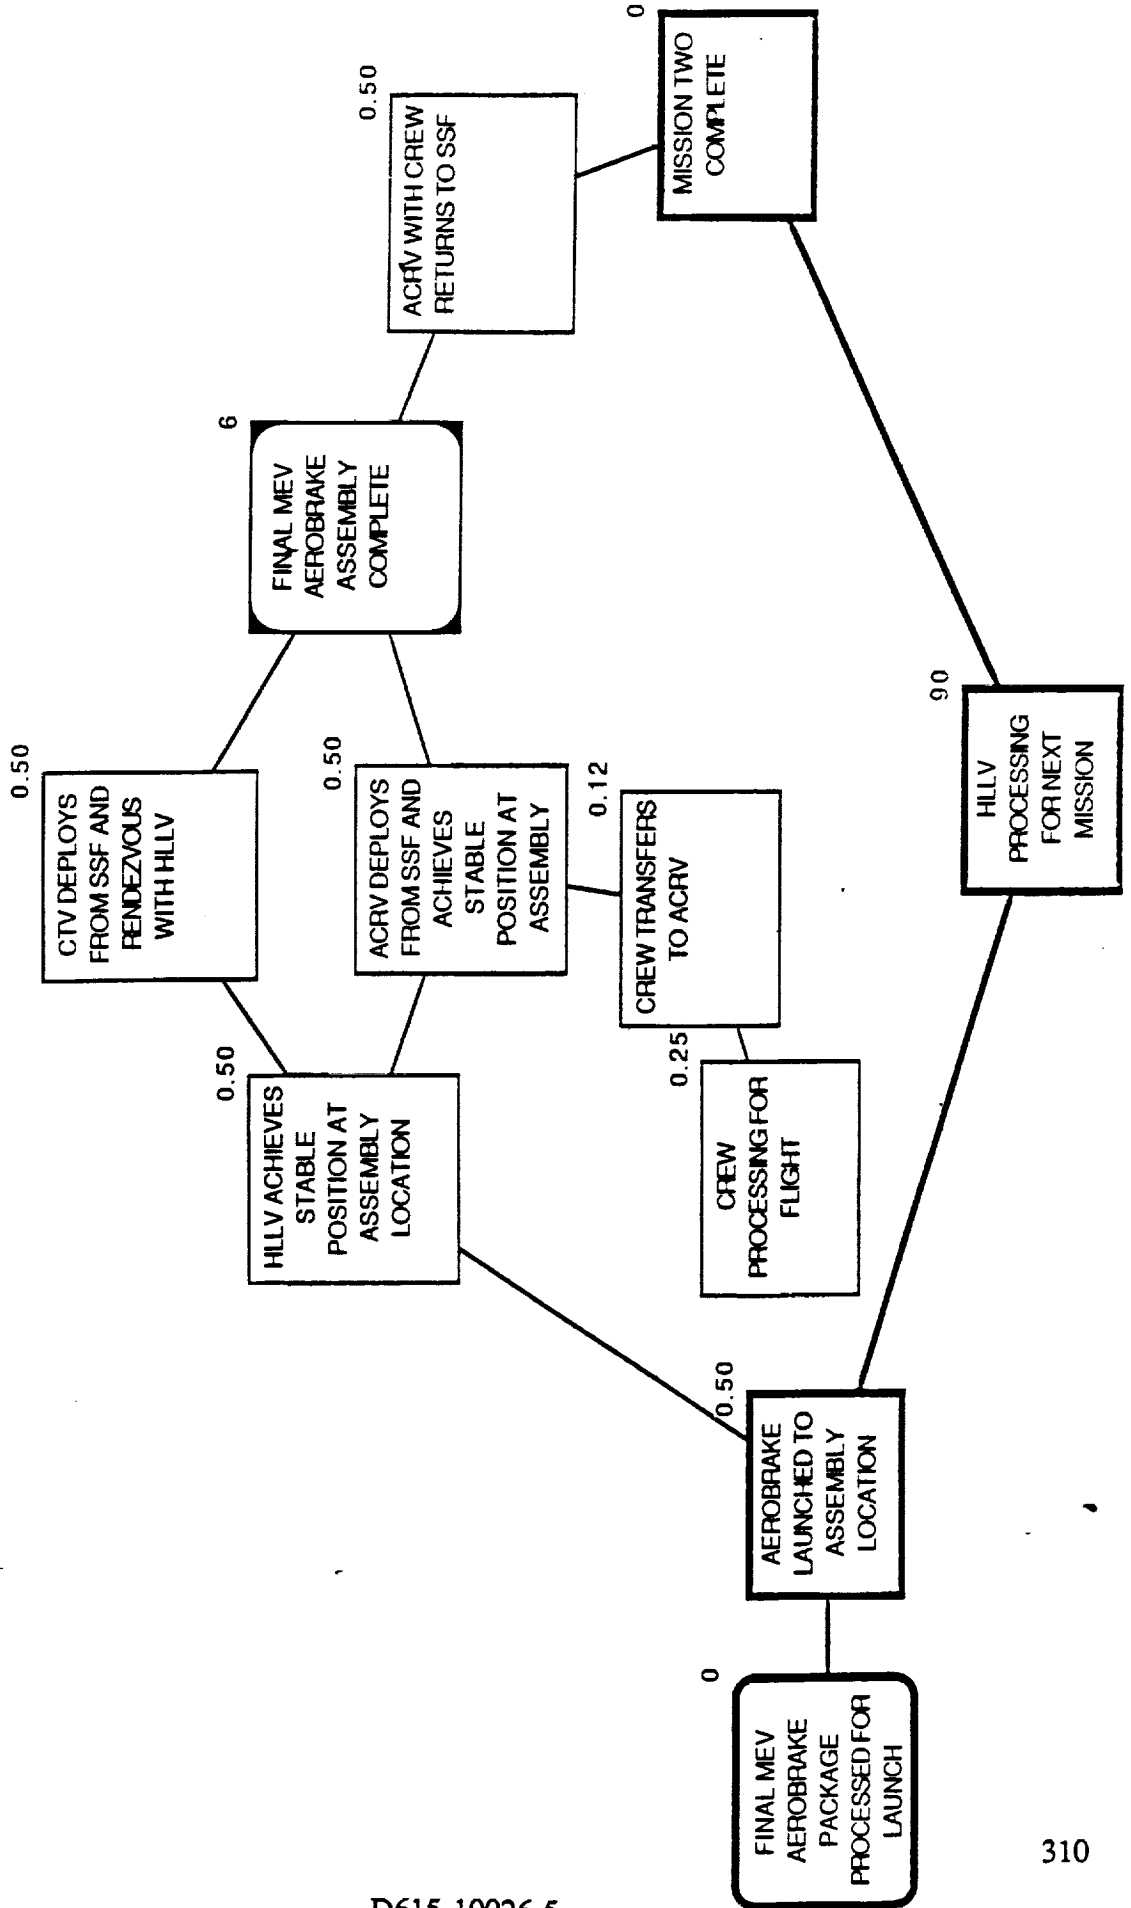 0
FINAL MEV
AEROBRAKE
PACKAGE
PROCESSED FOR
LAUNCH
0.50
AEROBRAKE
LAUNCHED TO
ASSEMBLY
LOCATION
0.50
HLLV ACHIEVES
STABLE
POSITION AT
ASSEMBLY
LOCATION
0.25
CREW
PROCESSING FOR
FLIGHT
0.50
CTV DEPLOYS
FROM SSF AND
RENDEZVOUS
WITH HLLV
0.50
ACRV DEPLOYS
FROM SSF AND
ACHIEVES
STABLE
POSITION AT
ASSEMBLY
0.12
CREW TRANSFERS
TO ACRV
90
HLLV
PROCESSING
FOR NEXT
MISSION
6
FINAL MEV
AEROBRAKE
ASSEMBLY
COMPLETE
0.50
ACRV WITH CREW
RETURNS TO SSF
0
MISSION TWO
COMPLETE
310
D615-10026-5